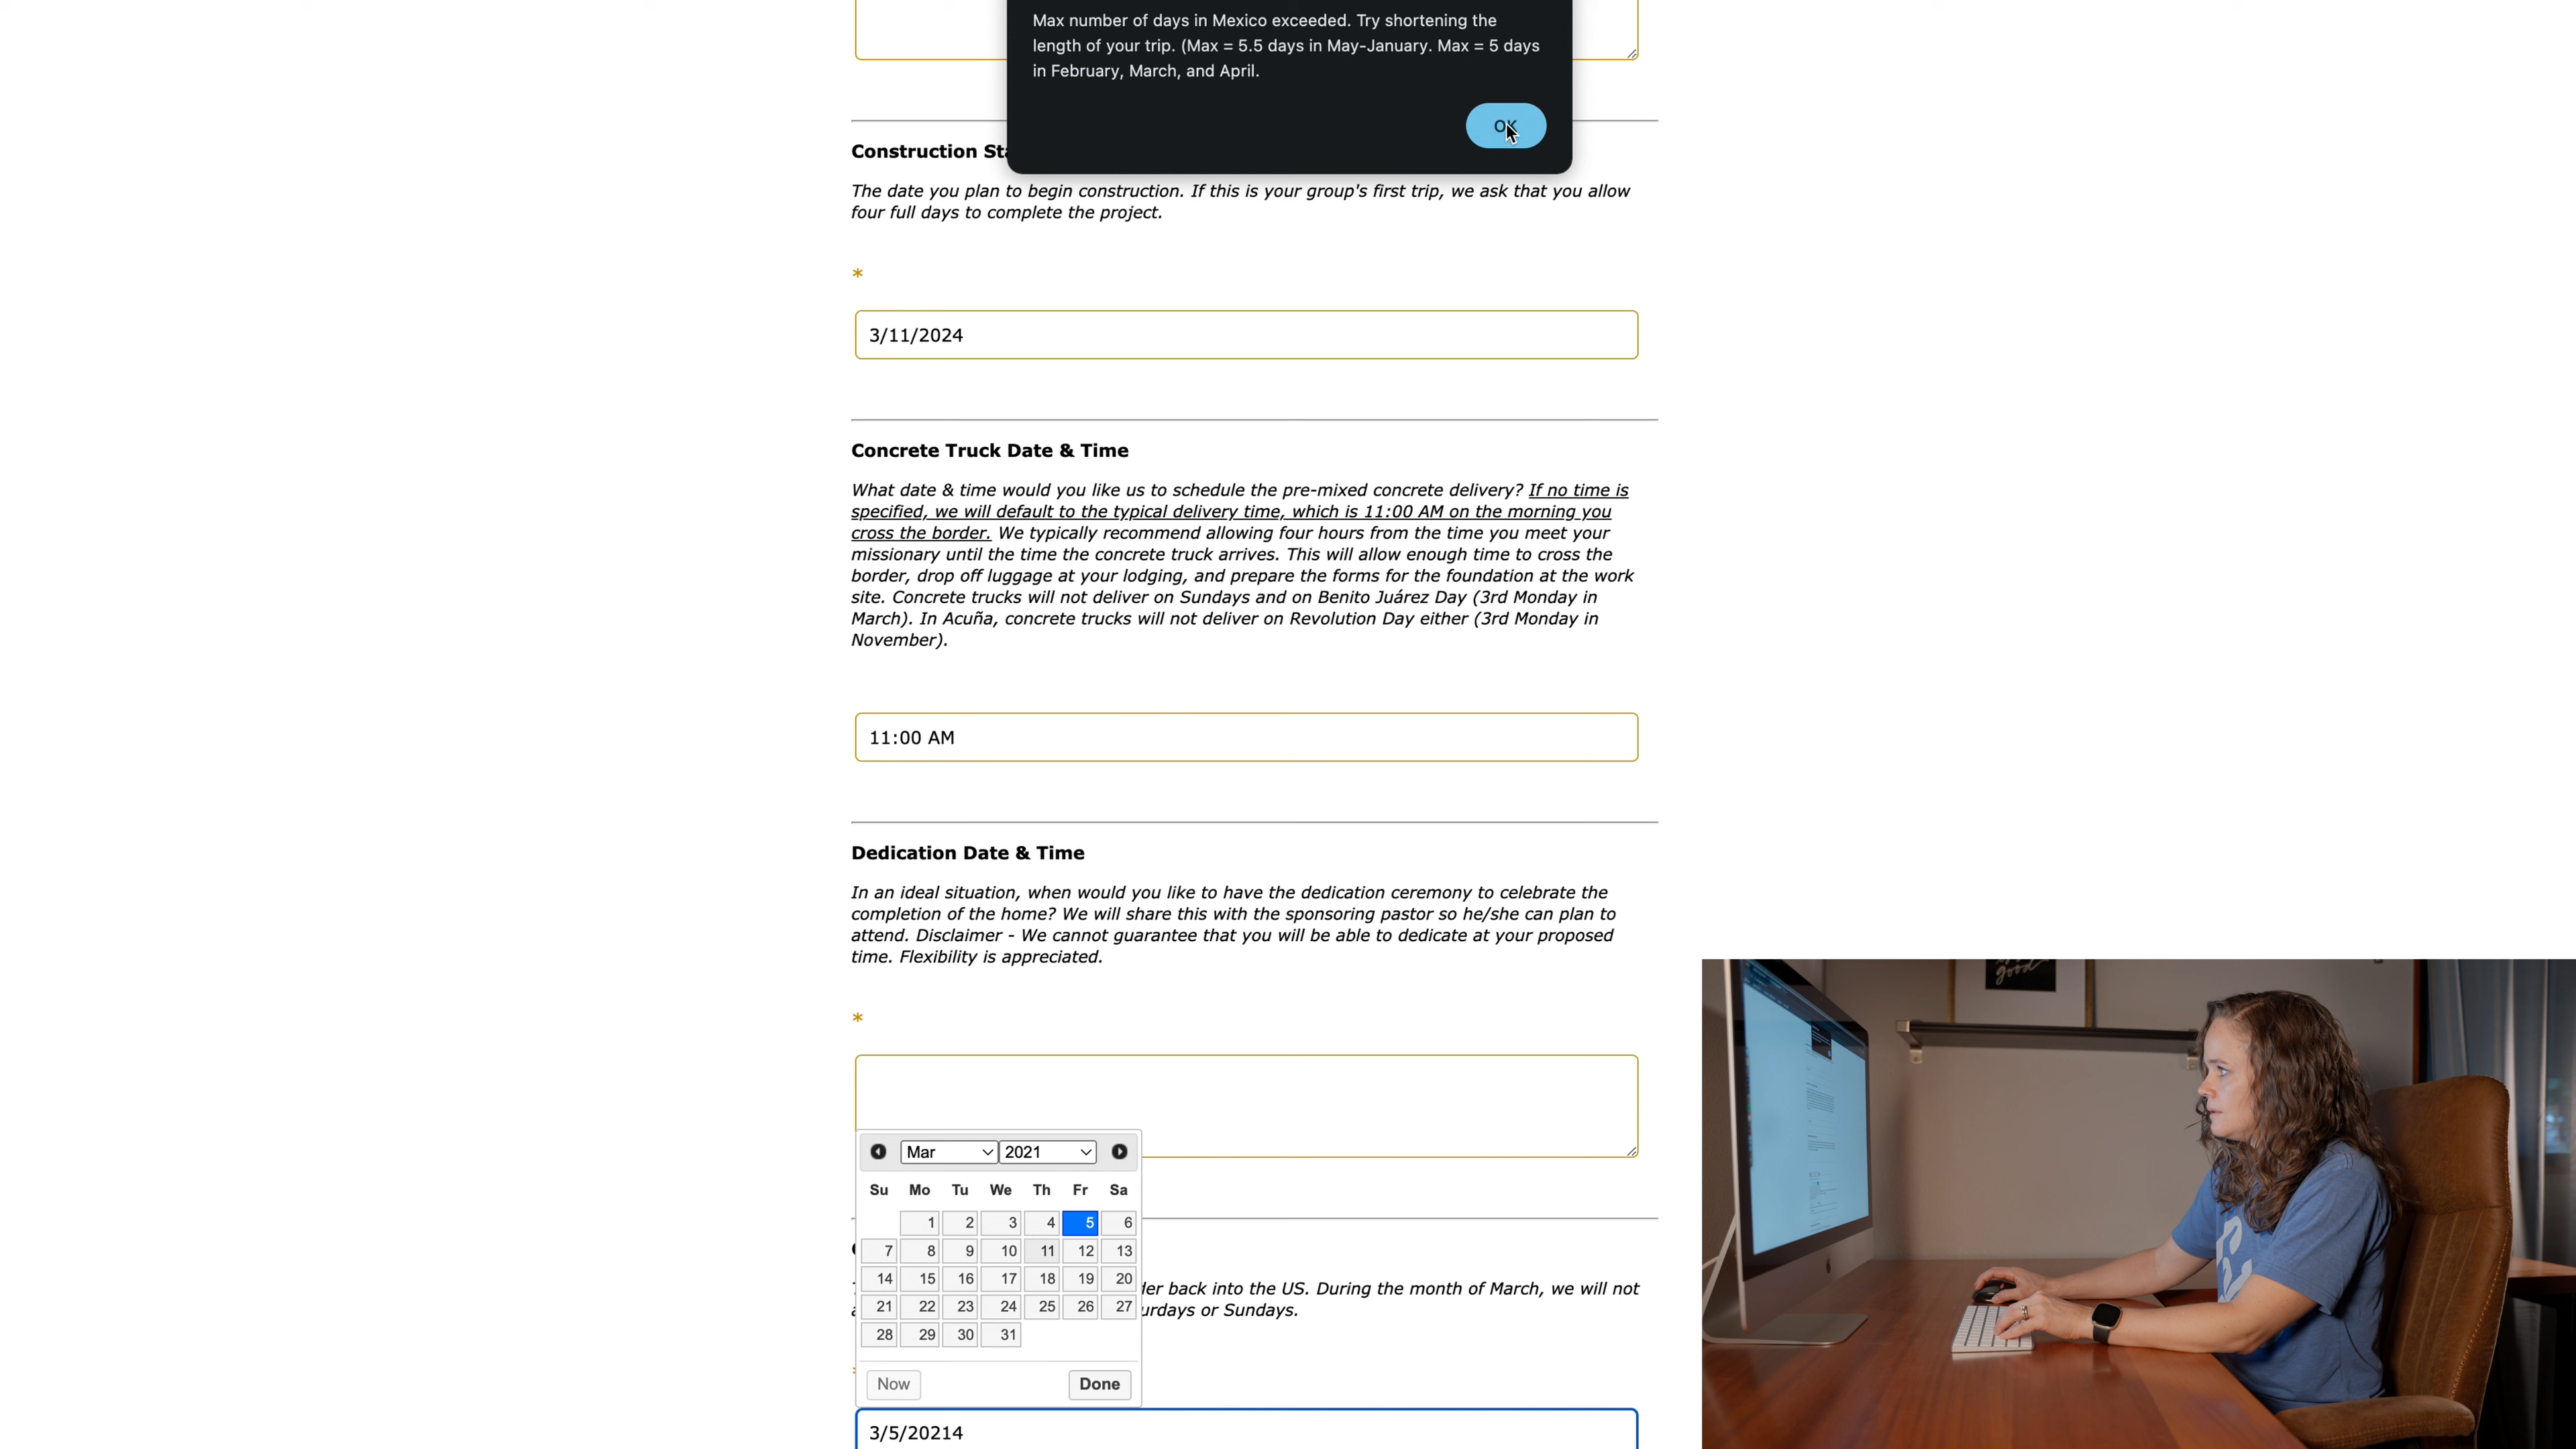 Max number of days in Mexico exceeded. Try shortening the
length of your trip. (Max = 5.5 days in May-January. Max = 5 days
in February, March, and April.
OK
Construction
The date you plan to begin construction. If this is your group's first trip, we ask that you allow
four full days to complete the project.
*
3/11/2024
Concrete Truck Date & Time
What date & time would you like us to schedule the pre-mixed concrete delivery? If no time is
specified, we will default to the typical delivery time, which is 11:00 AM on the morning you
cross the border. We typically recommend allowing four hours from the time you meet your
missionary until the time the concrete truck arrives. This will allow enough time to cross the
border, drop off luggage at your lodging, and prepare the forms for the foundation at the work
site. Concrete trucks will not deliver on Sundays and on Benito Juárez Day (3rd Monday in
March). In Acuña, concrete trucks will not deliver on Revolution Day either (3rd Monday in
November).
11:00 AM
Dedication Date & Time
In an ideal situation, when would you like to have the dedication ceremony to celebrate the
completion of the home? We will share this with the sponsoring pastor so he/she can plan to
attend. Disclaimer - We cannot guarantee that you will be able to dedicate at your proposed
time. Flexibility is appreciated.
*
Mar 2021
Su Mo Tu We Th Fr Sa
1 2 3 4 5 6
7 8 9 10 11 12 13
14 15 16 17 18 19 20
21 22 23 24 25 26 27
28 29 30 31
back into the US. During the month of March, we will not
or Sundays.
Now Done
3/5/20214
good